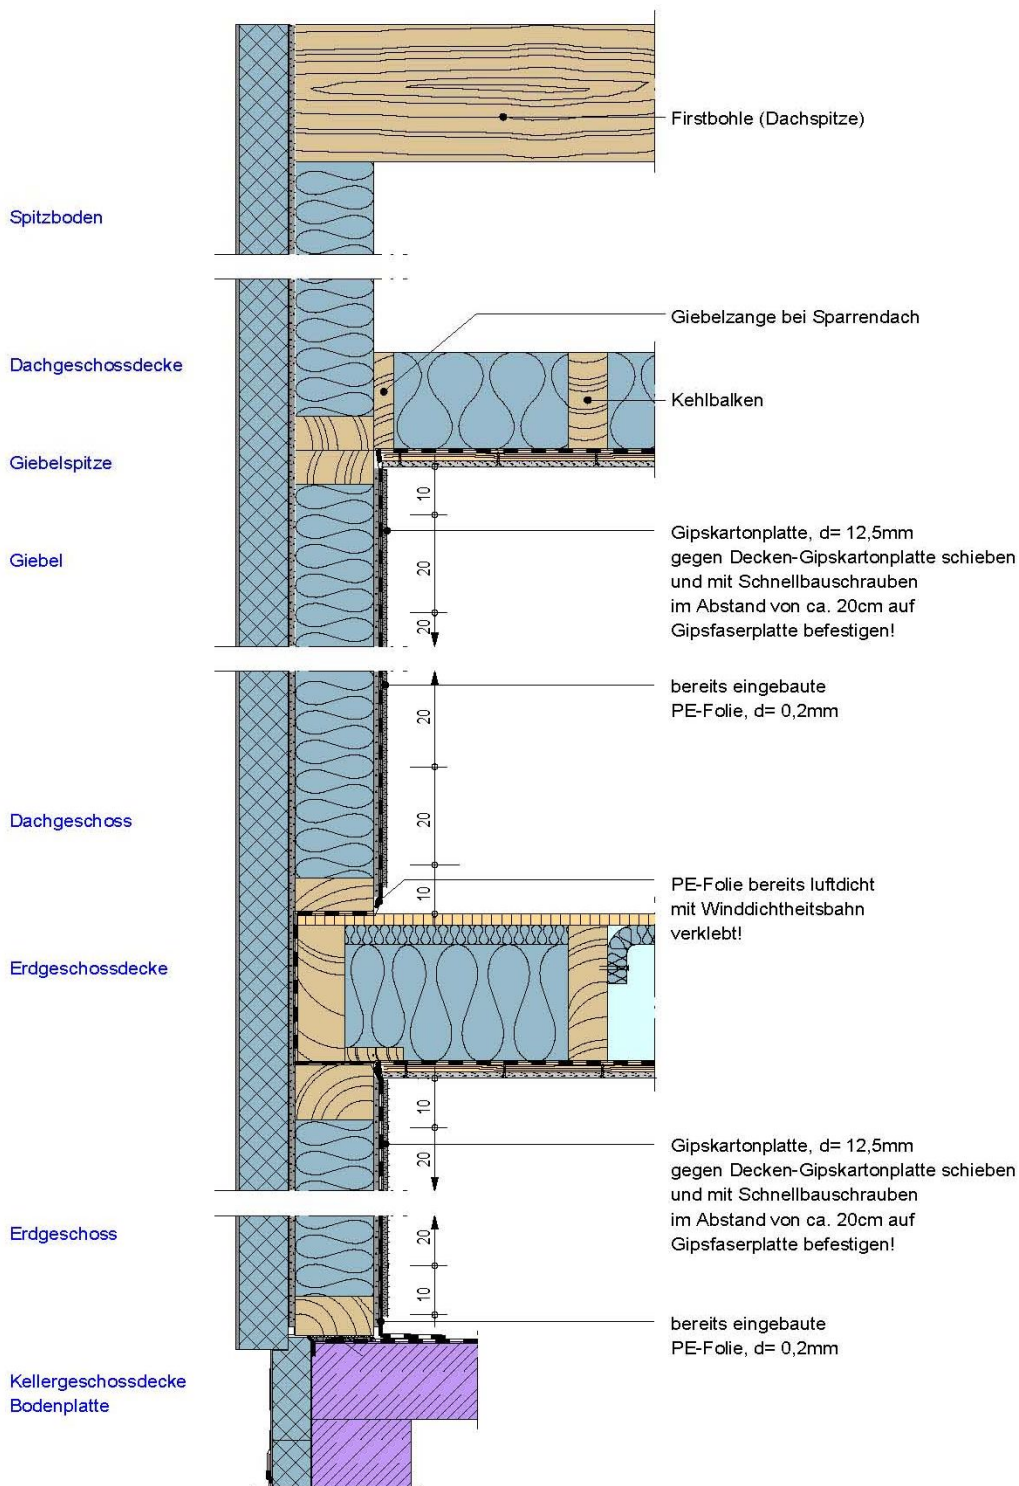 Firstbohle (Dachspitze)
Spitzboden
Giebelzange bei Sparrendach
Dachgeschossdecke
Kehlbalken
Giebelspitze
10
Gipskartonplatte, d= 12,5mm
gegen Decken-Gipskartonplatte schieben
und mit Schnellbauschrauben
im Abstand von ca. 20cm auf
Gipsfaserplatte befestigen!
Giebel
20
20
bereits eingebaute
PE-Folie, d= 0,2mm
20
Dachgeschoss
20
PE-Folie bereits luftdicht
mit Winddichtheitsbahn
verklebt!
10
Erdgeschossdecke
10
Gipskartonplatte, d= 12,5mm
gegen Decken-Gipskartonplatte schieben
und mit Schnellbauschrauben
im Abstand von ca. 20cm auf
Gipsfaserplatte befestigen!
20
Erdgeschoss
20
10
bereits eingebaute
PE-Folie, d= 0,2mm
Kellergeschossdecke
Bodenplatte